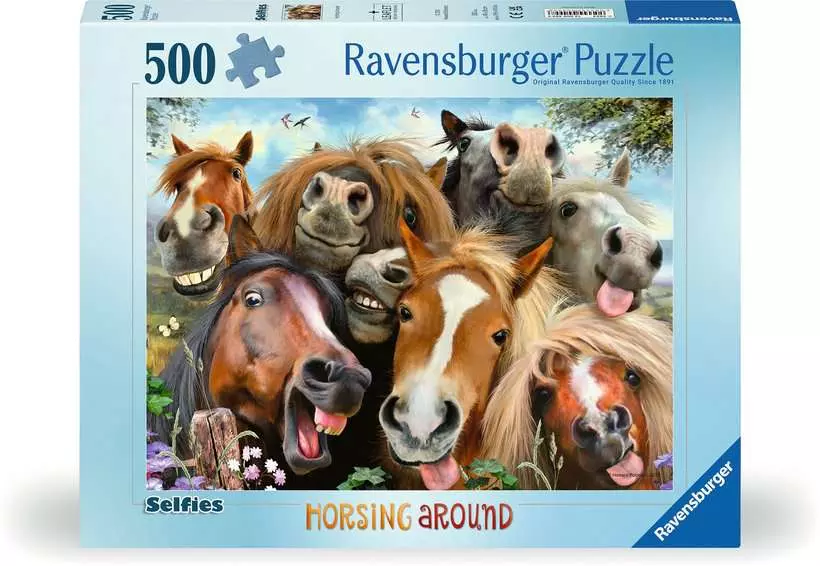 500
Ravensburger
500
Ravensburger® Puzzle
Original Ravensburger Quality Since 1891
Selfies
HORSING aROUND
Ravensburger